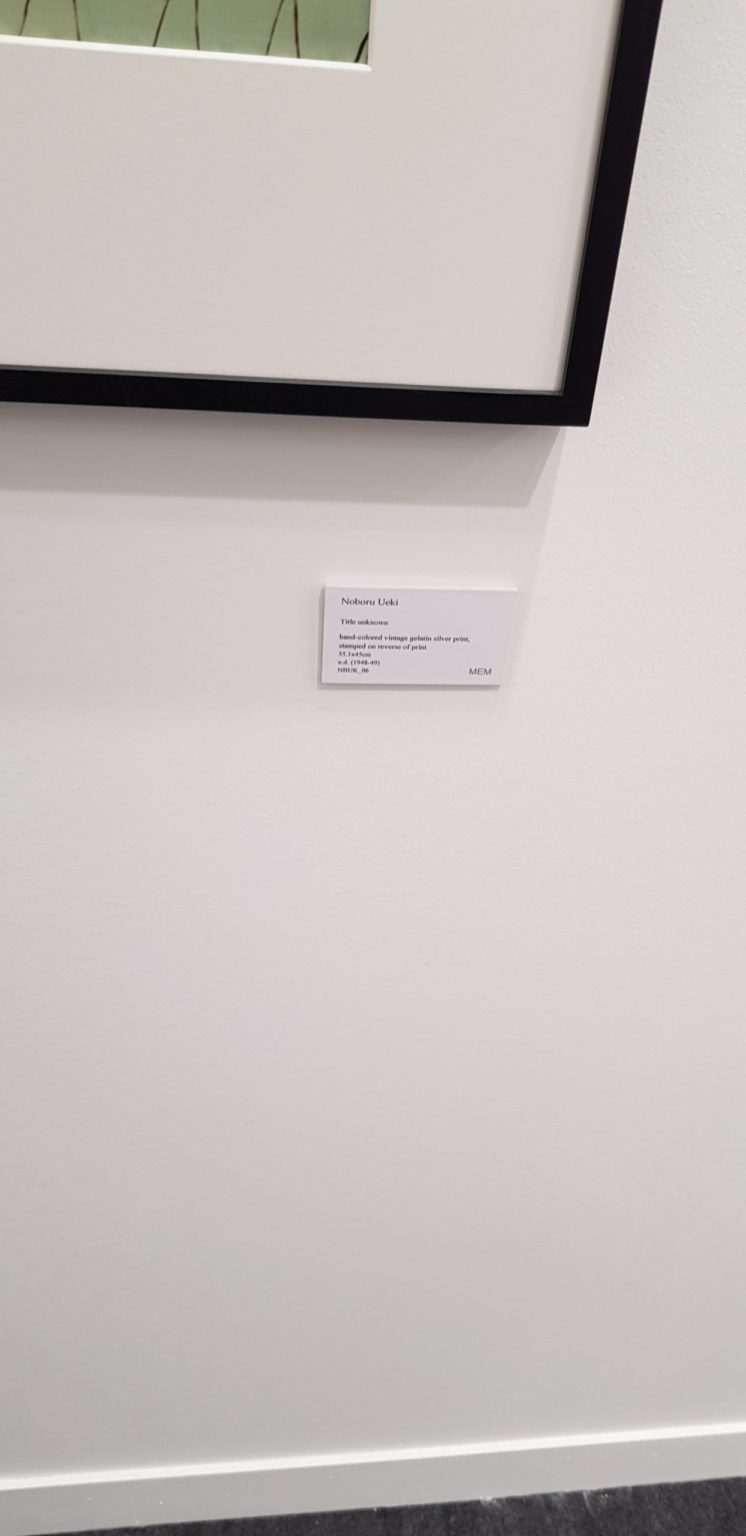 Noboru Ueki
Title unknown
hand-colored vintage gelatin silver print,
stamped on reverse of print
55.1x45cm
n.d. (1948-49)
NBUK_06
MEM